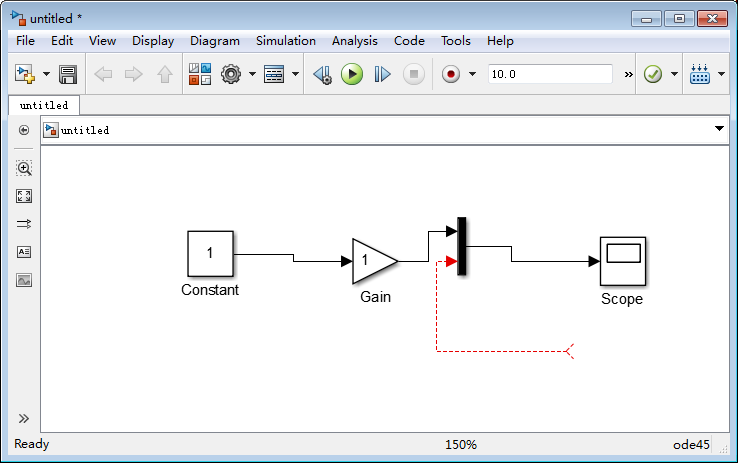 untitled *
File Edit View Display Diagram Simulation Analysis Code Tools Help
10.0 »
untitled
untitled
1
Constant
1
Gain
Scope
»
Ready 150% ode45